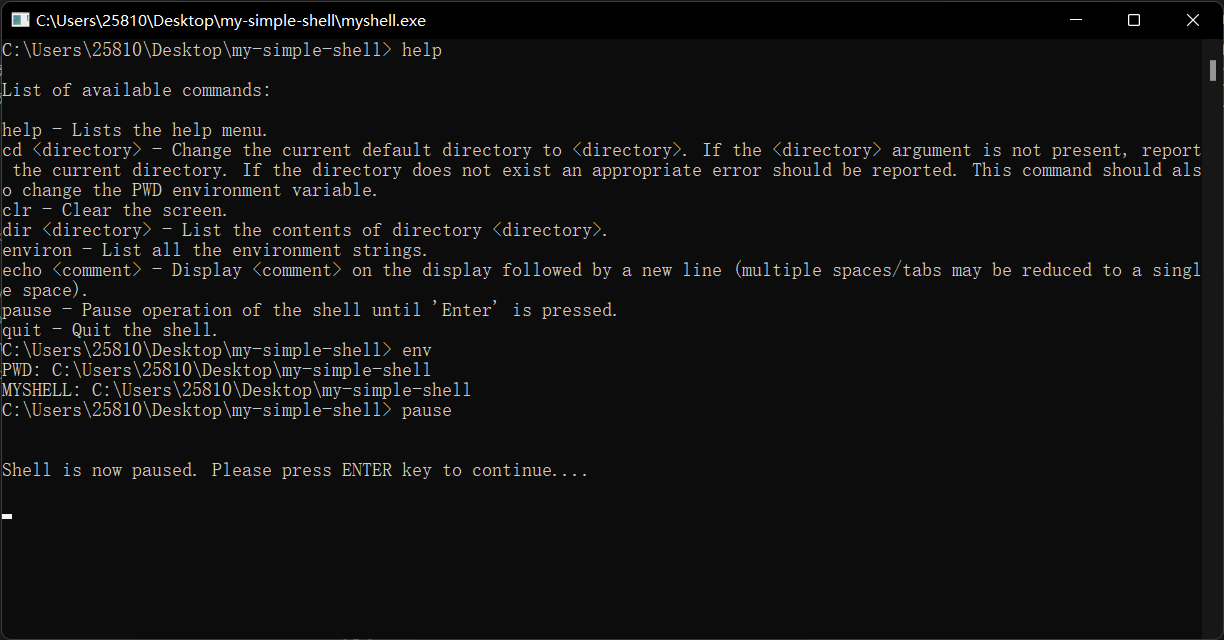 C:\Users\25810\Desktop\my-simple-shell\myshell.exe
C:\Users\25810\Desktop\my-simple-shell> help
List of available commands:
help - Lists the help menu.
cd <directory> - Change the current default directory to <directory>. If the <directory> argument is not present, report
 the current directory. If the directory does not exist an appropriate error should be reported. This command should als
o change the PWD environment variable.
clr - Clear the screen.
dir <directory> - List the contents of directory <directory>.
environ - List all the environment strings.
echo <comment> - Display <comment> on the display followed by a new line (multiple spaces/tabs may be reduced to a singl
e space).
pause - Pause operation of the shell until 'Enter' is pressed.
quit - Quit the shell.
C:\Users\25810\Desktop\my-simple-shell> env
PWD: C:\Users\25810\Desktop\my-simple-shell
MYSHELL: C:\Users\25810\Desktop\my-simple-shell
C:\Users\25810\Desktop\my-simple-shell> pause
Shell is now paused. Please press ENTER key to continue....